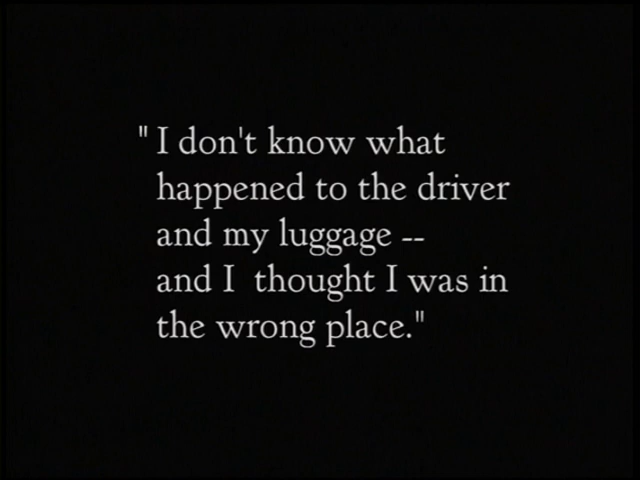 " I don't know what
happened to the driver
and my luggage --
and I  thought I was in
the wrong place."